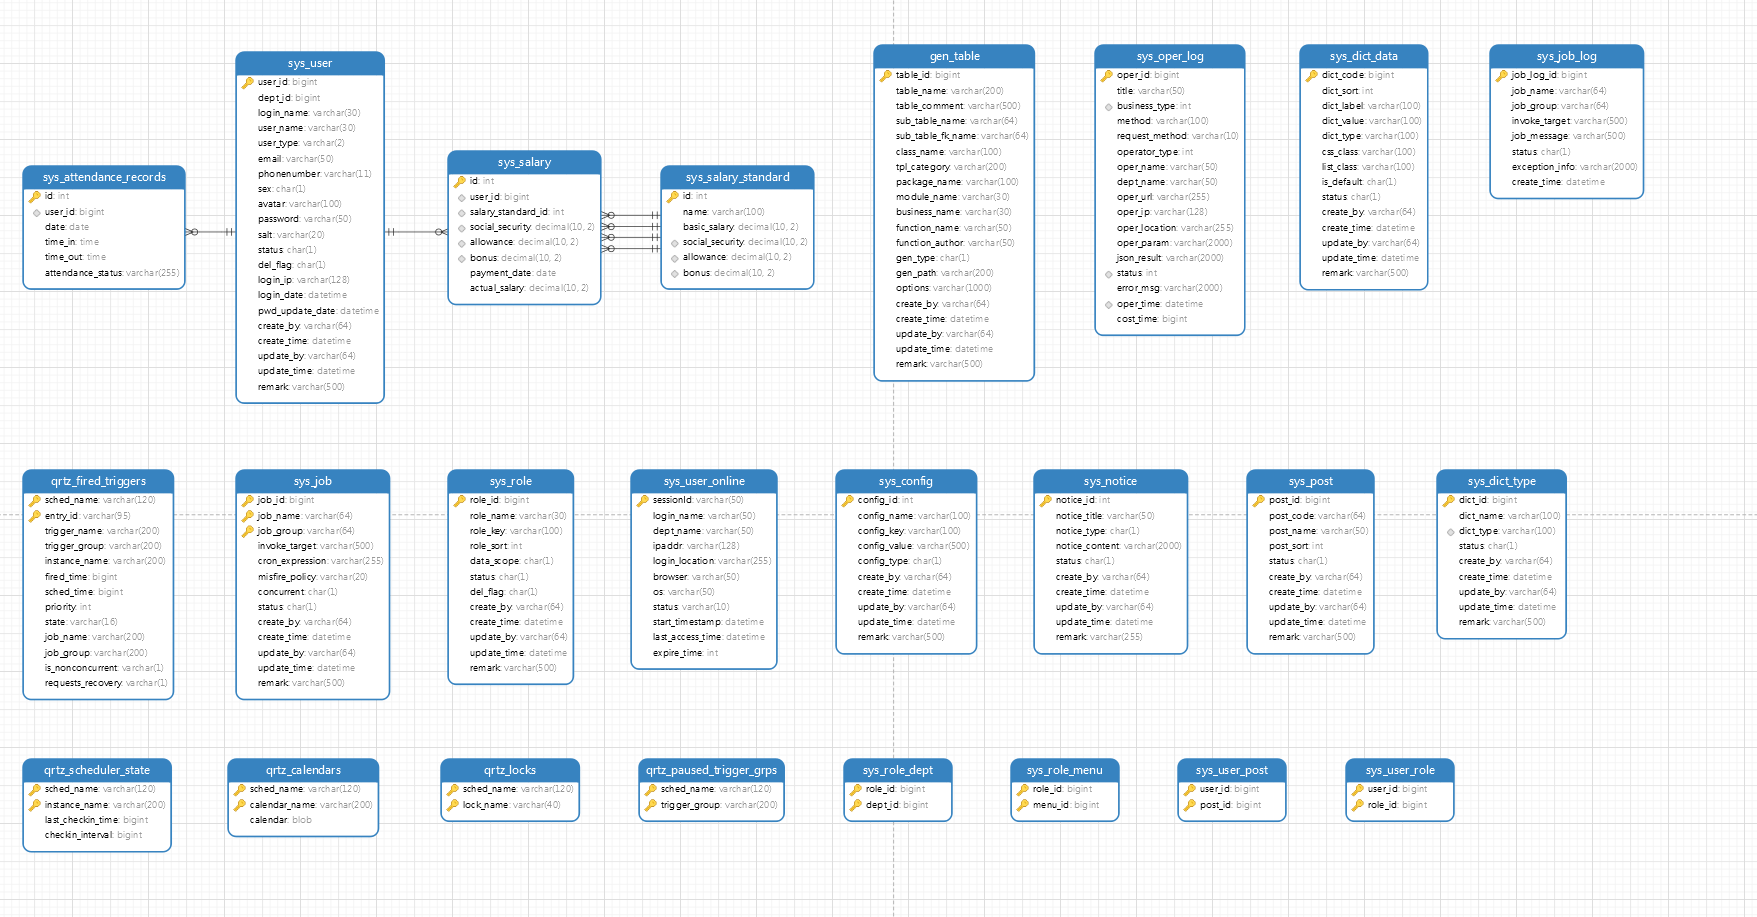 sys_user
user_id: bigint
dept_id: bigint
login_name: varchar(30)
user_name: varchar(30)
user_type: varchar(2)
email: varchar(50)
phonenumber: varchar(11)
sex: char(1)
avatar: varchar(100)
password: varchar(50)
salt: varchar(20)
status: char(1)
del_flag: char(1)
login_ip: varchar(128)
login_date: datetime
pwd_update_date: datetime
create_by: varchar(64)
create_time: datetime
update_by: varchar(64)
update_time: datetime
remark: varchar(500)
sys_attendance_records
id: int
user_id: bigint
date: date
time_in: time
time_out: time
attendance_status: varchar(255)
sys_salary
id: int
user_id: bigint
salary_standard_id: int
social_security: decimal(10, 2)
allowance: decimal(10, 2)
bonus: decimal(10, 2)
payment_date: date
actual_salary: decimal(10, 2)
sys_salary_standard
id: int
name: varchar(100)
basic_salary: decimal(10, 2)
social_security: decimal(10, 2)
allowance: decimal(10, 2)
bonus: decimal(10, 2)
gen_table
table_id: bigint
table_name: varchar(200)
table_comment: varchar(500)
sub_table_name: varchar(64)
sub_table_fk_name: varchar(64)
class_name: varchar(100)
tpl_category: varchar(200)
package_name: varchar(100)
module_name: varchar(30)
business_name: varchar(30)
function_name: varchar(50)
function_author: varchar(50)
gen_type: char(1)
gen_path: varchar(200)
options: varchar(1000)
create_by: varchar(64)
create_time: datetime
update_by: varchar(64)
update_time: datetime
remark: varchar(500)
sys_oper_log
oper_id: bigint
title: varchar(50)
business_type: int
method: varchar(100)
request_method: varchar(10)
operator_type: int
oper_name: varchar(50)
dept_name: varchar(50)
oper_url: varchar(255)
oper_ip: varchar(128)
oper_location: varchar(255)
oper_param: varchar(2000)
json_result: varchar(2000)
status: int
error_msg: varchar(2000)
oper_time: datetime
cost_time: bigint
sys_dict_data
dict_code: bigint
dict_sort: int
dict_label: varchar(100)
dict_value: varchar(100)
dict_type: varchar(100)
css_class: varchar(100)
list_class: varchar(100)
is_default: char(1)
status: char(1)
create_by: varchar(64)
create_time: datetime
update_by: varchar(64)
update_time: datetime
remark: varchar(500)
sys_job_log
job_log_id: bigint
job_name: varchar(64)
job_group: varchar(64)
invoke_target: varchar(500)
job_message: varchar(500)
status: char(1)
exception_info: varchar(2000)
create_time: datetime
qrtz_fired_triggers
sched_name: varchar(120)
entry_id: varchar(95)
trigger_name: varchar(200)
trigger_group: varchar(200)
instance_name: varchar(200)
fired_time: bigint
sched_time: bigint
priority: int
state: varchar(16)
job_name: varchar(200)
job_group: varchar(200)
is_nonconcurrent: varchar(1)
requests_recovery: varchar(1)
sys_job
job_id: bigint
job_name: varchar(64)
job_group: varchar(64)
invoke_target: varchar(500)
cron_expression: varchar(255)
misfire_policy: varchar(20)
concurrent: char(1)
status: char(1)
create_by: varchar(64)
create_time: datetime
update_by: varchar(64)
update_time: datetime
remark: varchar(500)
sys_role
role_id: bigint
role_name: varchar(30)
role_key: varchar(100)
role_sort: int
data_scope: char(1)
status: char(1)
del_flag: char(1)
create_by: varchar(64)
create_time: datetime
update_by: varchar(64)
update_time: datetime
remark: varchar(500)
sys_user_online
sessionId: varchar(50)
login_name: varchar(50)
dept_name: varchar(50)
ipaddr: varchar(128)
login_location: varchar(255)
browser: varchar(50)
os: varchar(50)
status: varchar(10)
start_timestamp: datetime
last_access_time: datetime
expire_time: int
sys_config
config_id: int
config_name: varchar(100)
config_key: varchar(100)
config_value: varchar(500)
config_type: char(1)
create_by: varchar(64)
create_time: datetime
update_by: varchar(64)
update_time: datetime
remark: varchar(500)
sys_notice
notice_id: int
notice_title: varchar(50)
notice_type: char(1)
notice_content: varchar(2000)
status: char(1)
create_by: varchar(64)
create_time: datetime
update_by: varchar(64)
update_time: datetime
remark: varchar(255)
sys_post
post_id: bigint
post_code: varchar(64)
post_name: varchar(50)
post_sort: int
status: char(1)
create_by: varchar(64)
create_time: datetime
update_by: varchar(64)
update_time: datetime
remark: varchar(500)
sys_dict_type
dict_id: bigint
dict_name: varchar(100)
dict_type: varchar(100)
status: char(1)
create_by: varchar(64)
create_time: datetime
update_by: varchar(64)
update_time: datetime
remark: varchar(500)
qrtz_scheduler_state
sched_name: varchar(120)
instance_name: varchar(200)
last_checkin_time: bigint
checkin_interval: bigint
qrtz_calendars
sched_name: varchar(120)
calendar_name: varchar(200)
calendar: blob
qrtz_locks
sched_name: varchar(120)
lock_name: varchar(40)
qrtz_paused_trigger_grps
sched_name: varchar(120)
trigger_group: varchar(200)
sys_role_dept
role_id: bigint
dept_id: bigint
sys_role_menu
role_id: bigint
menu_id: bigint
sys_user_post
user_id: bigint
post_id: bigint
sys_user_role
user_id: bigint
role_id: bigint